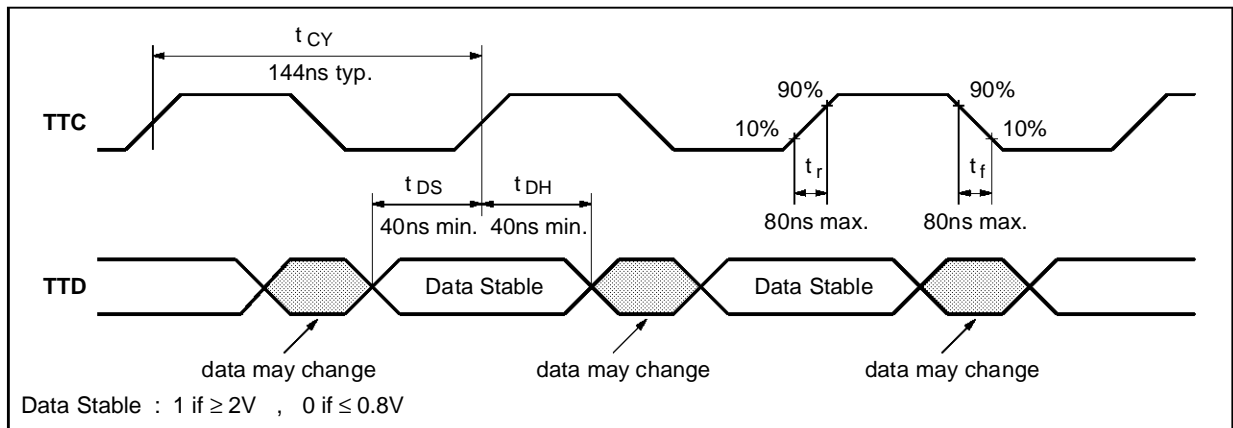 t CY
144ns typ.
TTC
90%
90%
10%
10%
t r
t f
80ns max.
80ns max.
t DS
t DH
40ns min.
40ns min.
TTD
Data Stable
Data Stable
data may change
data may change
data may change
Data Stable : 1 if ≥ 2V , 0 if ≤ 0.8V